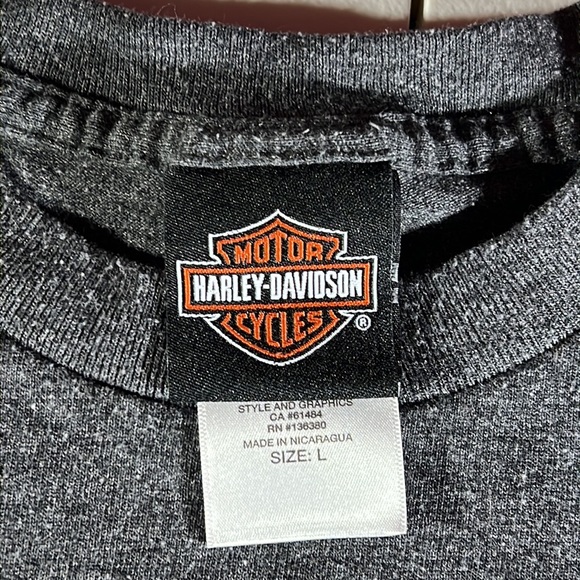 MOTOR
HARLEY-DAVIDSON
CYCLES
®
STYLE AND GRAPHICS
CA #61484
RN #136380
MADE IN NICARAGUA
SIZE: L